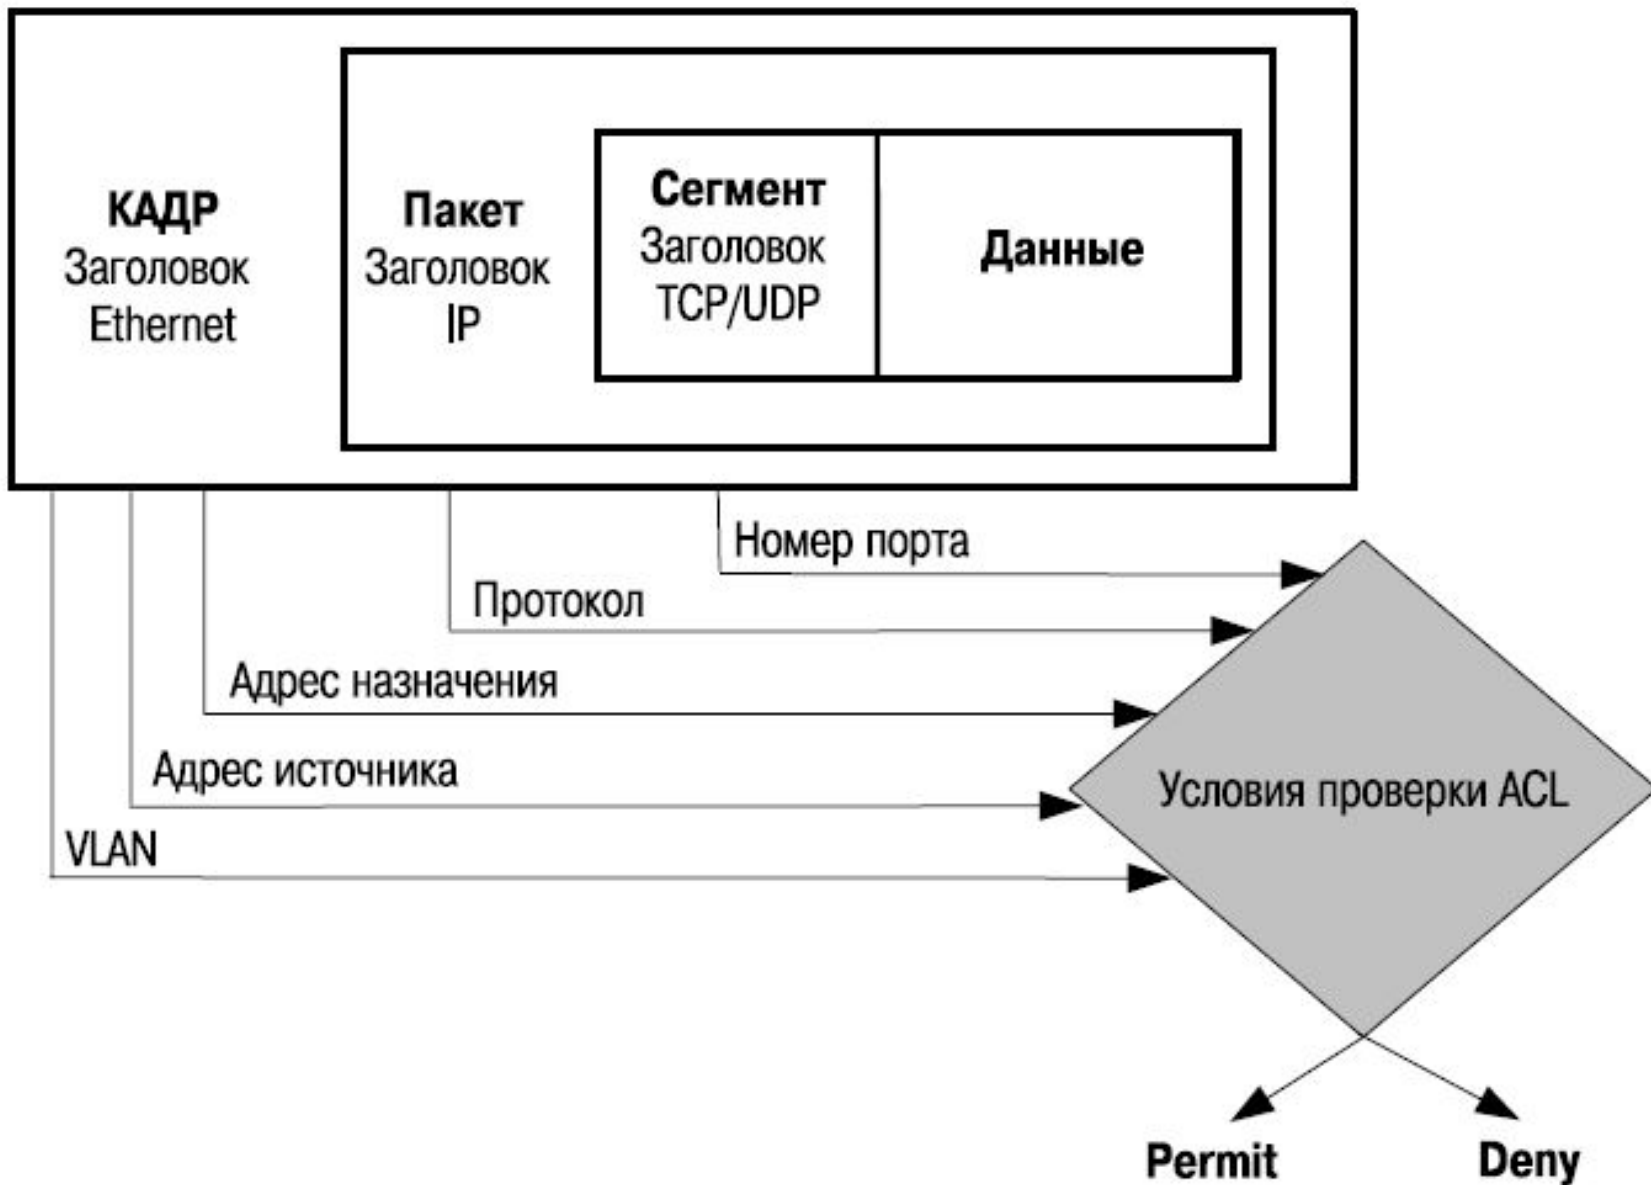 КАДР
Заголовок
Ethernet
Пакет
Заголовок
IP
Сегмент
Заголовок
TCP/UDP
Данные
Номер порта
Протокол
Адрес назначения
Адрес источника
VLAN
Условия проверки ACL
Permit
Deny